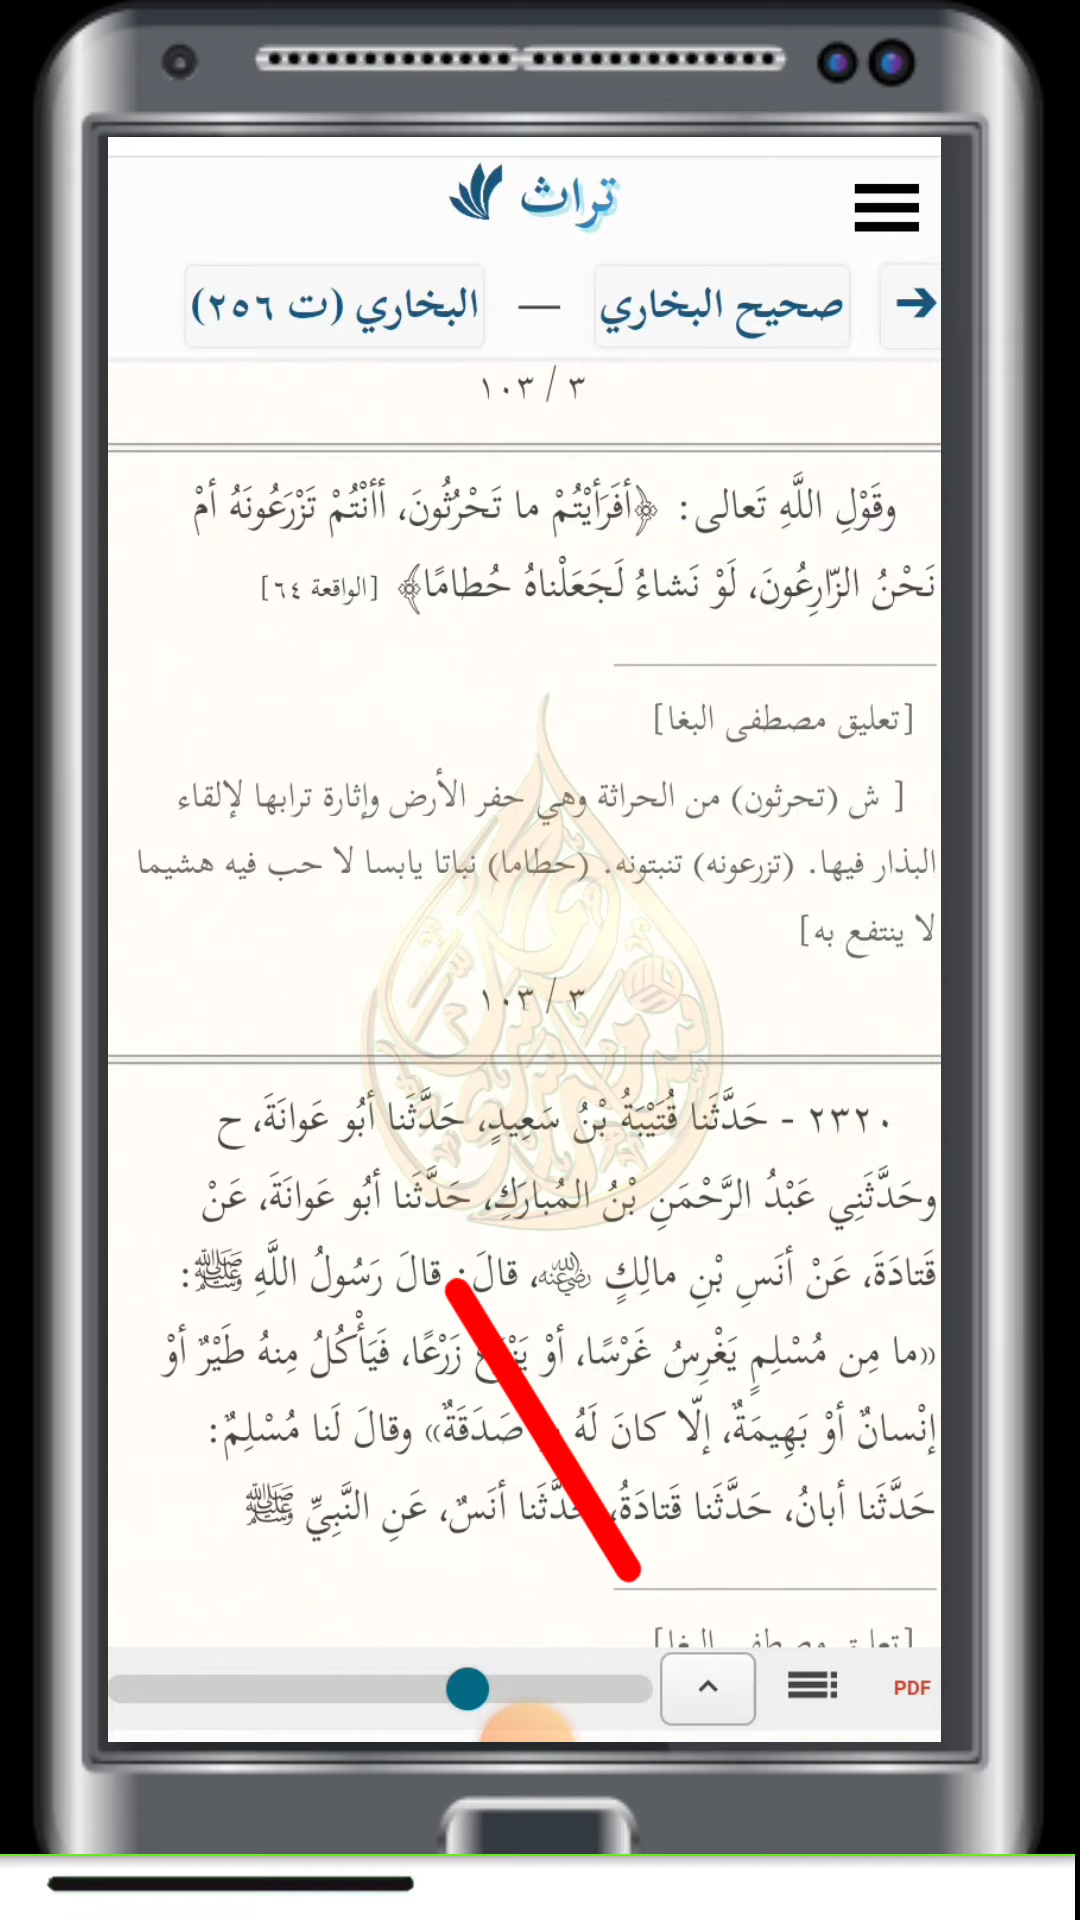 تراث
صحيح البخاري — البخاري (ت ٢٥٦)
٣ / ١٠٣
وقَوْلِ اللَّهِ تَعالى: ﴿أفَرَأيْتُمْ ما تَحْرُثُونَ، أأنْتُمْ تَزْرَعُونَهُ أمْ
نَحْنُ الزّارِعُونَ، لَوْ نَشاءُ لَجَعَلْناهُ حُطامًا﴾ [الواقعة ٦٤]
[تعليق مصطفى البغا]
[ ش (تحرثون) من الحراثة وهي حفر الأرض وإثارة ترابها لإلقاء
البذار فيها. (تزرعونه) تنبتونه. (حطاما) نباتا يابسا لا حب فيه هشيما
لا ينتفع به]
٣ / ١٠٣
٢٣٢٠ - حَدَّثَنا قُتَيْبَةُ بْنُ سَعِيدٍ، حَدَّثَنا أبُو عَوانَةَ، ح
وحَدَّثَنِي عَبْدُ الرَّحْمَنِ بْنُ المُبارَكِ، حَدَّثَنا أبُو عَوانَةَ، عَنْ
قَتادَةَ، عَنْ أنَسِ بْنِ مالِكٍ ﵁، قالَ: قالَ رَسُولُ اللَّهِ ﷺ:
«ما مِن مُسْلِمٍ يَغْرِسُ غَرْسًا، أوْ زَرْعًا، فَيَأْكُلُ مِنهُ طَيْرٌ أوْ
إنْسانٌ أوْ بَهِيمَةٌ، إلّا كانَ لَهُ صَدَقَةٌ» وقالَ لَنا مُسْلِمٌ:
حَدَّثَنا أبانُ، حَدَّثَنا قَتادَةُ، حَدَّثَنا أنَسٌ، عَنِ النَّبِيِّ ﷺ
[تعليق مصطفى البغا]
PDF